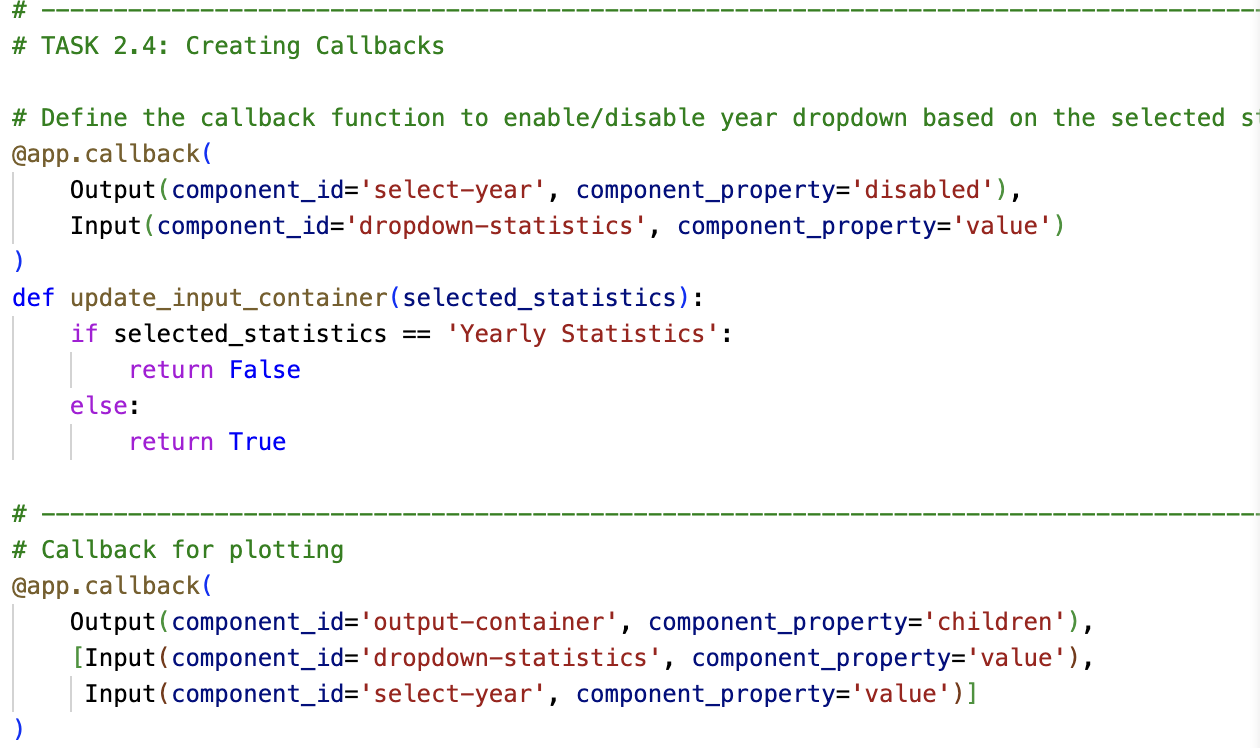 # -------------------------------------------------------------------------------------
# TASK 2.4: Creating Callbacks
# Define the callback function to enable/disable year dropdown based on the selected
@app.callback(
    Output(component_id='select-year', component_property='disabled'),
    Input(component_id='dropdown-statistics', component_property='value')
)
def update_input_container(selected_statistics):
    if selected_statistics == 'Yearly Statistics':
        return False
    else:
        return True
# -------------------------------------------------------------------------------------
# Callback for plotting
@app.callback(
    Output(component_id='output-container', component_property='children'),
    [Input(component_id='dropdown-statistics', component_property='value'),
     Input(component_id='select-year', component_property='value')]
)